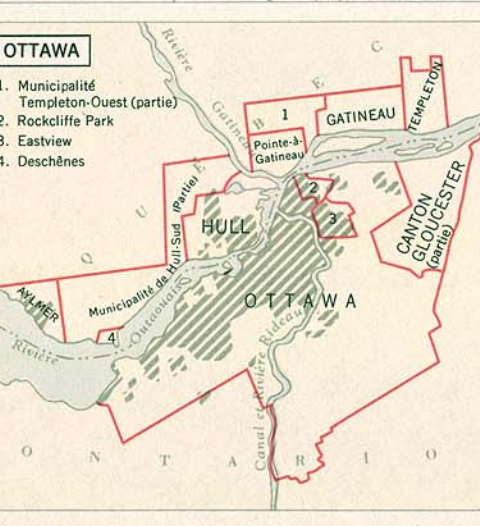 OTTAWA
1. Municipalité
Templeton-Ouest (partie)
2. Rockcliffe Park
3. Eastview
4. Deschênes
Rivière
Gatineau
QUÉBEC
1
GATINEAU
TEMPLETON
Pointe-à-
Gatineau
2
3
CANTON
GLOUCESTER
(partie)
HULL
Municipalité de Hull-Sud (Partie)
AYLMER
4
Rivière
Outaouais
OTTAWA
Canal et Rivière Rideau
ONTARIO